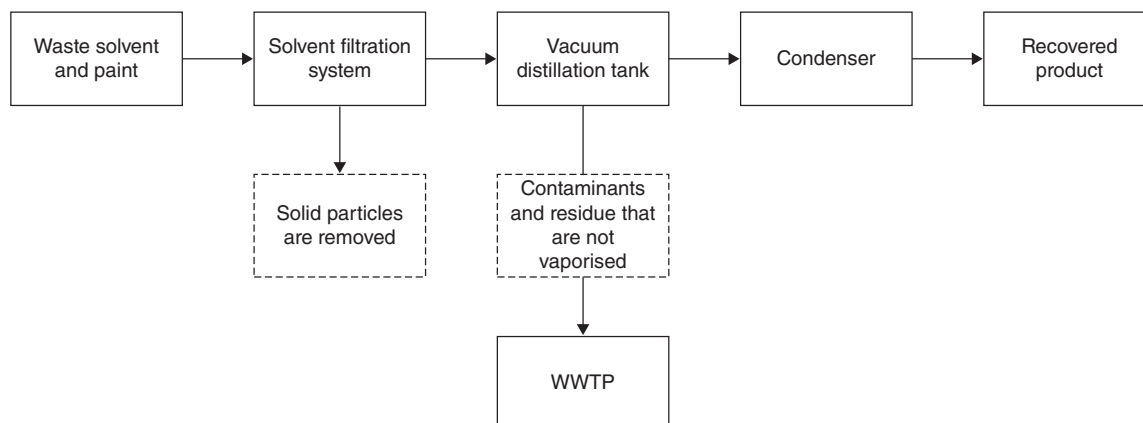 Waste solvent
and paint
Solvent filtration
system
Vacuum
distillation tank
Condenser
Recovered
product
Solid particles
are removed
Contaminants
and residue that
are not
vaporised
WWTP